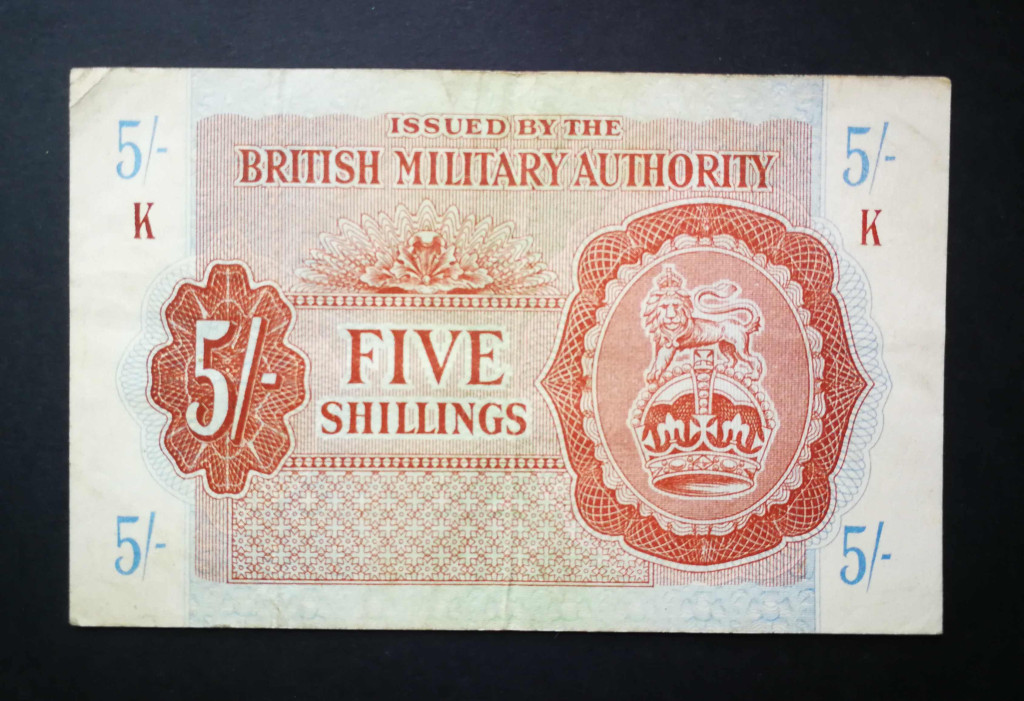 5/-
5/-
K
K
ISSUED BY THE
BRITISH MILITARY AUTHORITY
5/-
FIVE
SHILLINGS
5/-
5/-